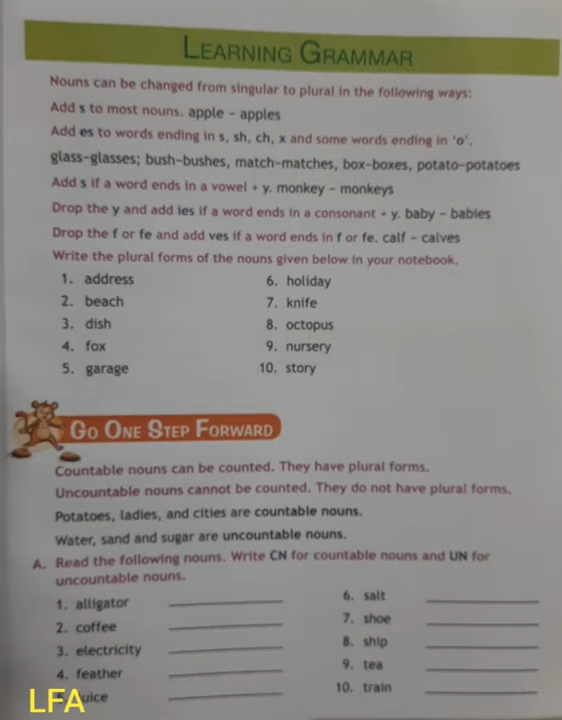 LEARNING GRAMMAR
Nouns can be changed from singular to plural in the following ways:
Add s to most nouns. apple – apples
Add es to words ending in s, sh, ch, x and some words ending in ‘o’.
glass–glasses; bush–bushes, match–matches, box–boxes, potato–potatoes
Add s if a word ends in a vowel + y. monkey – monkeys
Drop the y and add ies if a word ends in a consonant + y. baby – babies
Drop the f or fe and add ves if a word ends in f or fe. calf – calves
Write the plural forms of the nouns given below in your notebook.
1. address
2. beach
3. dish
4. fox
5. garage
6. holiday
7. knife
8. octopus
9. nursery
10. story
GO ONE STEP FORWARD
Countable nouns can be counted. They have plural forms.
Uncountable nouns cannot be counted. They do not have plural forms.
Potatoes, ladies, and cities are countable nouns.
Water, sand and sugar are uncountable nouns.
A. Read the following nouns. Write CN for countable nouns and UN for
uncountable nouns.
1. alligator
2. coffee
3. electricity
4. feather
5. juice
6. salt
7. shoe
8. ship
9. tea
10. train
LFA